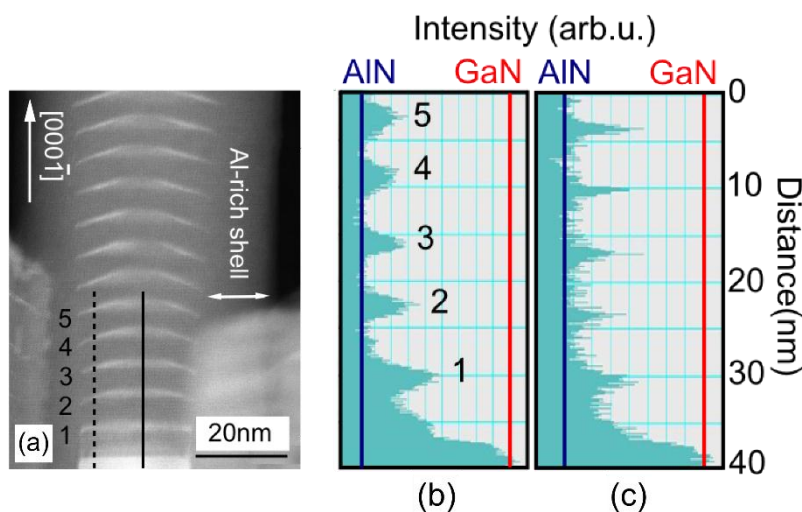 Intensity (arb.u.)
AlN GaN AlN GaN
[0001̄]
Al-rich shell
5
4
3
2
1
(a)
20nm
5
4
3
2
1
0
10
20
30
40
Distance(nm)
(b)
(c)